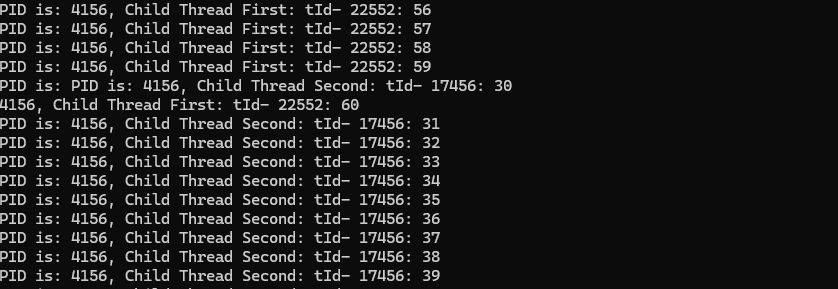 PID is: 4156, Child Thread First: tId- 22552: 56
PID is: 4156, Child Thread First: tId- 22552: 57
PID is: 4156, Child Thread First: tId- 22552: 58
PID is: 4156, Child Thread First: tId- 22552: 59
PID is: PID is: 4156, Child Thread Second: tId- 17456: 30
4156, Child Thread First: tId- 22552: 60
PID is: 4156, Child Thread Second: tId- 17456: 31
PID is: 4156, Child Thread Second: tId- 17456: 32
PID is: 4156, Child Thread Second: tId- 17456: 33
PID is: 4156, Child Thread Second: tId- 17456: 34
PID is: 4156, Child Thread Second: tId- 17456: 35
PID is: 4156, Child Thread Second: tId- 17456: 36
PID is: 4156, Child Thread Second: tId- 17456: 37
PID is: 4156, Child Thread Second: tId- 17456: 38
PID is: 4156, Child Thread Second: tId- 17456: 39